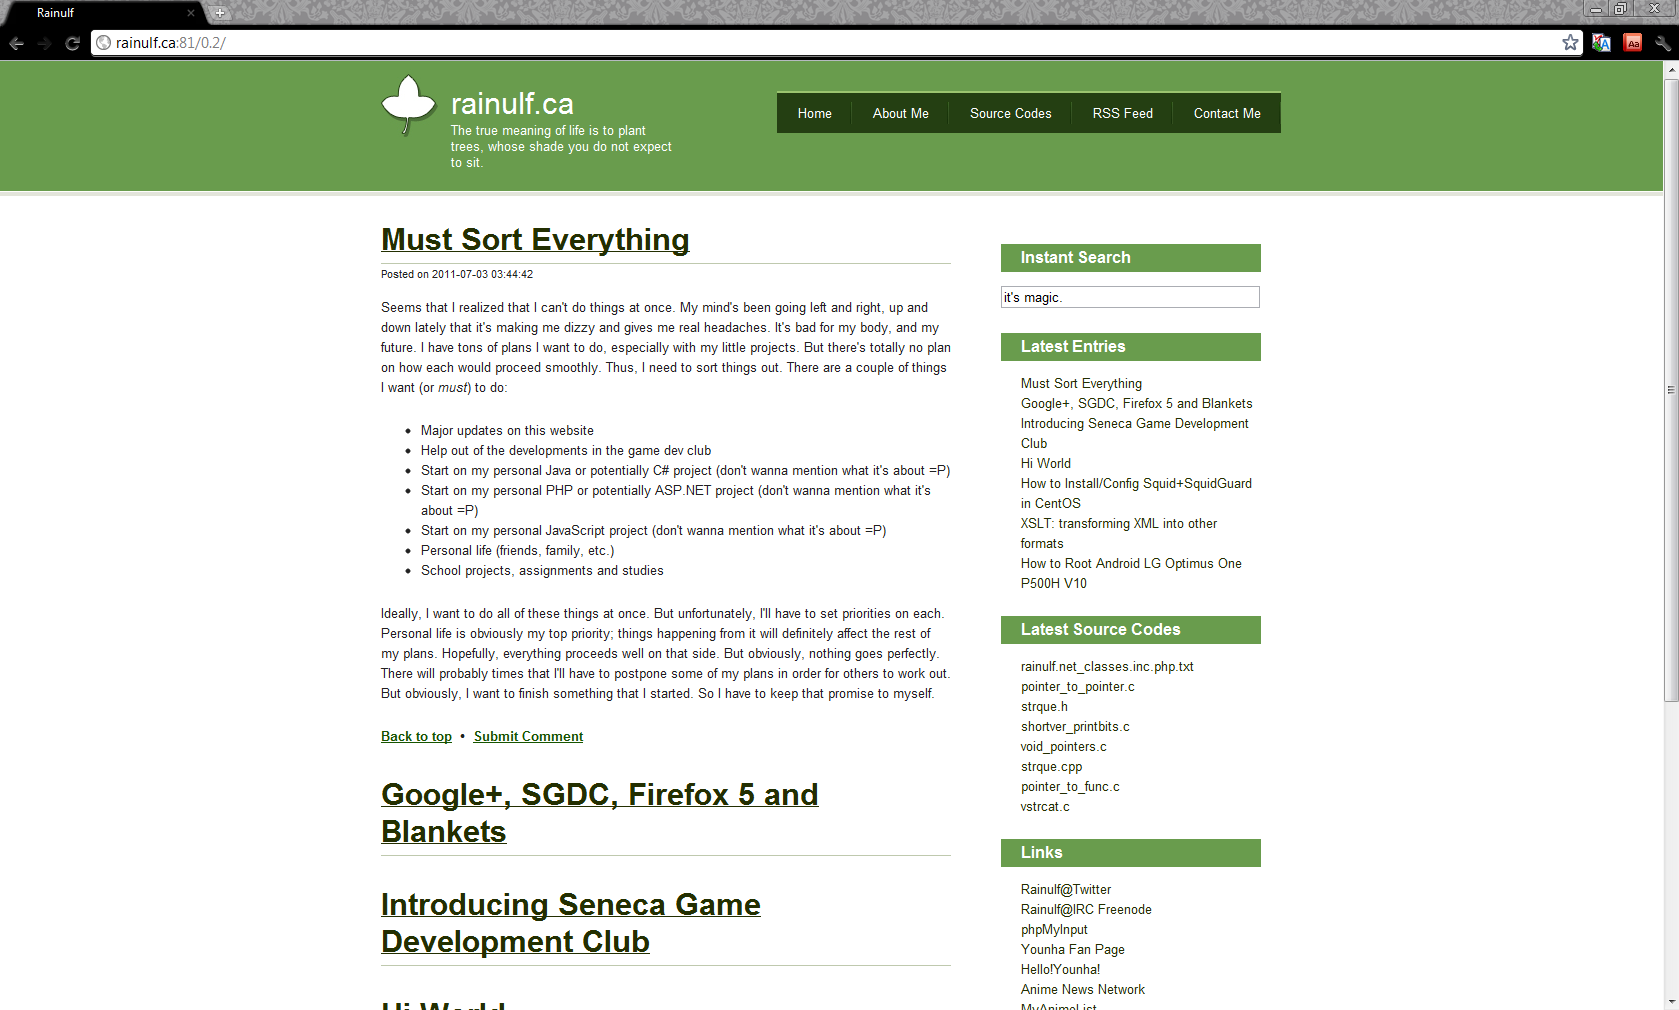 Rainulf
rainulf.ca:81/0.2/
rainulf.ca
The true meaning of life is to plant
trees, whose shade you do not expect
to sit.
Home
About Me
Source Codes
RSS Feed
Contact Me
Must Sort Everything
Posted on 2011-07-03 03:44:42
Seems that I realized that I can't do things at once. My mind's been going left and right, up and
down lately that it's making me dizzy and gives me real headaches. It's bad for my body, and my
future. I have tons of plans I want to do, especially with my little projects. But there's totally no plan
on how each would proceed smoothly. Thus, I need to sort things out. There are a couple of things
I want (or must) to do:
• Major updates on this website
• Help out of the developments in the game dev club
• Start on my personal Java or potentially C# project (don't wanna mention what it's about =P)
• Start on my personal PHP or potentially ASP.NET project (don't wanna mention what it's
about =P)
• Start on my personal JavaScript project (don't wanna mention what it's about =P)
• Personal life (friends, family, etc.)
• School projects, assignments and studies
Ideally, I want to do all of these things at once. But unfortunately, I'll have to set priorities on each.
Personal life is obviously my top priority; things happening from it will definitely affect the rest of
my plans. Hopefully, everything proceeds well on that side. But obviously, nothing goes perfectly.
There will probably times that I'll have to postpone some of my plans in order for others to work out.
But obviously, I want to finish something that I started. So I have to keep that promise to myself.
Back to top • Submit Comment
Google+, SGDC, Firefox 5 and
Blankets
Introducing Seneca Game
Development Club
Hi World
Instant Search
it's magic.
Latest Entries
Must Sort Everything
Google+, SGDC, Firefox 5 and Blankets
Introducing Seneca Game Development
Club
Hi World
How to Install/Config Squid+SquidGuard
in CentOS
XSLT: transforming XML into other
formats
How to Root Android LG Optimus One
P500H V10
Latest Source Codes
rainulf.net_classes.inc.php.txt
pointer_to_pointer.c
strque.h
shortver_printbits.c
void_pointers.c
strque.cpp
pointer_to_func.c
vstrcat.c
Links
Rainulf@Twitter
Rainulf@IRC Freenode
phpMyInput
Younha Fan Page
Hello!Younha!
Anime News Network
MyAnimeList